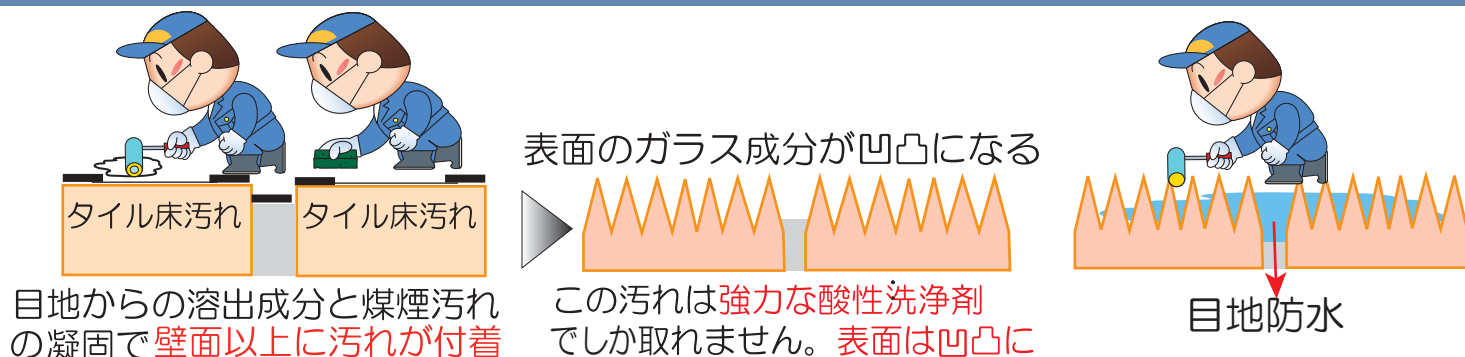 タイル床汚れ
タイル床汚れ
目地からの溶出成分と煤煙汚れ
の凝固で壁面以上に汚れが付着
表面のガラス成分が凹凸になる
この汚れは強力な酸性洗浄剤
でしか取れません。表面は凹凸に
目地防水